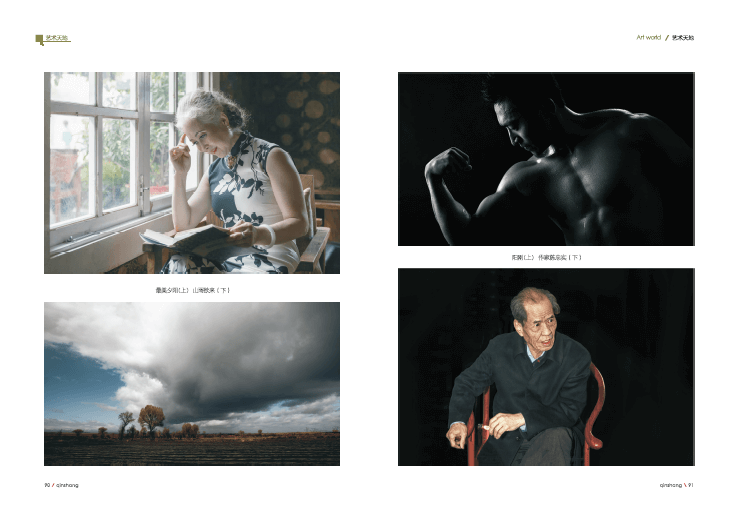 艺术天地
Art world / 艺术天地
最美夕阳(上) 山雨欲来(下)
阳刚(上) 作家陈忠实(下)
90 / qinshang
qinshang \ 91